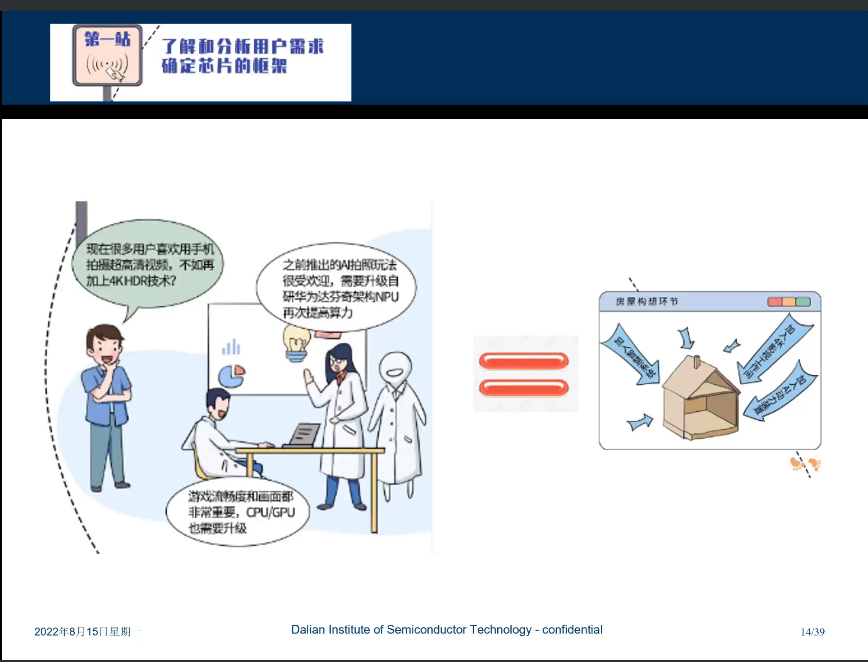 第一站
了解和分析用户需求
确定芯片的框架
现在很多用户喜欢用手机
拍摄超高清视频，不如再
加上4K HDR技术?
之前推出的AI拍照玩法
很受欢迎，需要升级自
研华为达芬奇架构NPU
再次提高算力
游戏流畅度和画面都
非常重要，CPU/GPU
也需要升级
房屋构想环节
2022年8月15日星期一
Dalian Institute of Semiconductor Technology - confidential
14/39